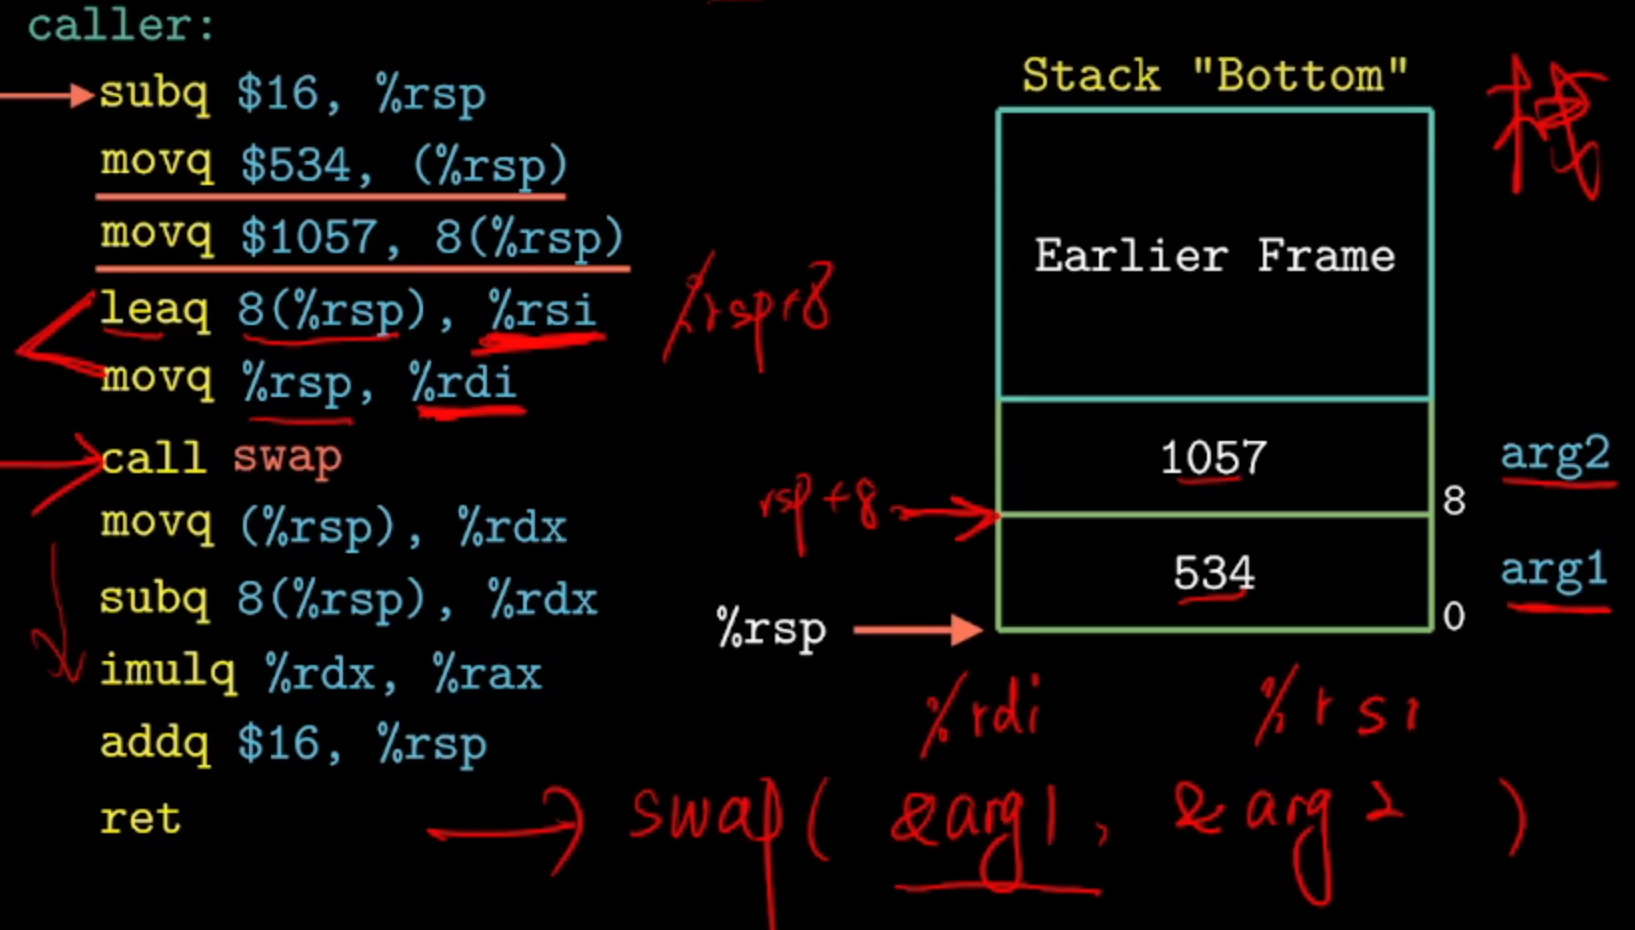 caller:
subq $16, %rsp
movq $534, (%rsp)
movq $1057, 8(%rsp)
leaq 8(%rsp), %rsi
%rsp+8
movq %rsp, %rdi
call swap
movq (%rsp), %rdx
subq 8(%rsp), %rdx
imulq %rdx, %rax
addq $16, %rsp
ret
Stack "Bottom"
栈
Earlier Frame
1057
arg2
rsp+8
8
534
arg1
%rsp
0
%rdi
%rsi
swap( &arg1, &arg2 )